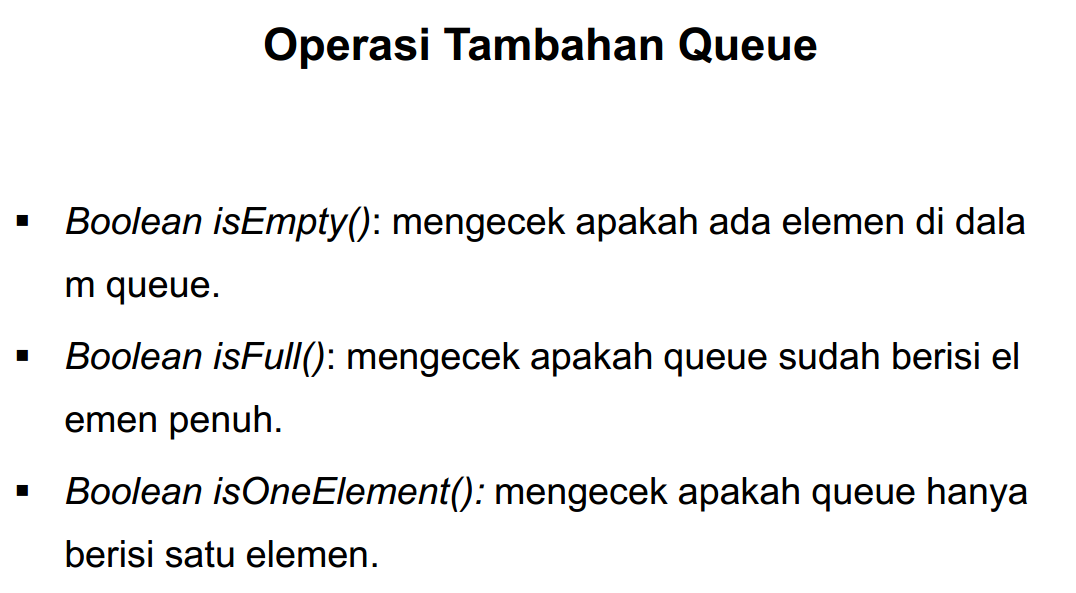 Operasi Tambahan Queue
▪ Boolean isEmpty(): mengecek apakah ada elemen di dala
m queue.
▪ Boolean isFull(): mengecek apakah queue sudah berisi el
emen penuh.
▪ Boolean isOneElement(): mengecek apakah queue hanya
berisi satu elemen.